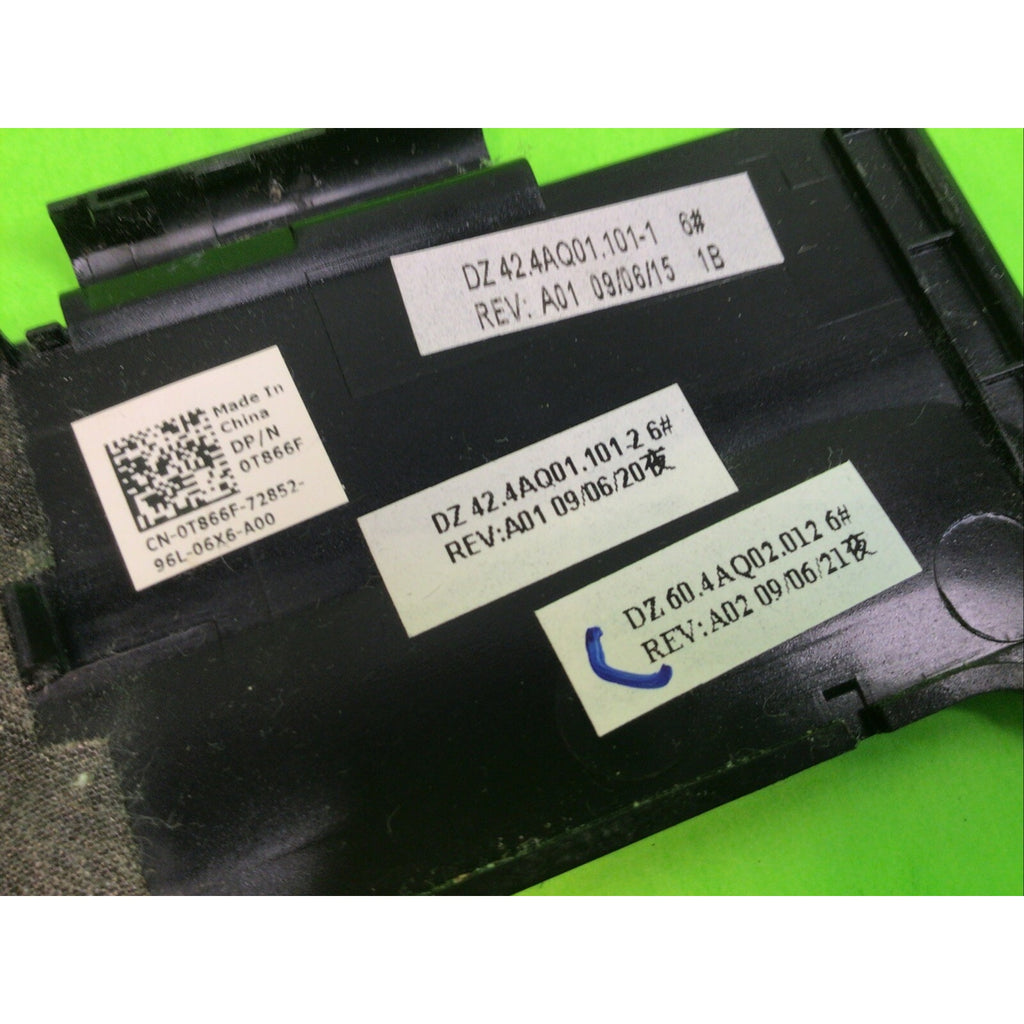 DZ 42.4AQ01.101-1 6#
REV: A01 09/06/15 1B
Made In
China
DP/N
0T866F
CN-0T866F-72852-
96L-06X6-A00
DZ 42.4AQ01.101-2 6#
REV:A01 09/06/20夜
DZ 60.4AQ02.012 6#
REV:A02 09/06/21夜